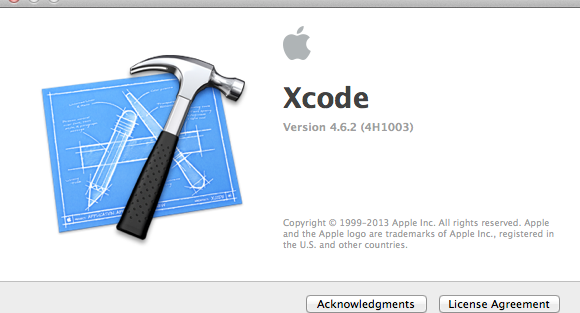 Xcode
Version 4.6.2 (4H1003)
Copyright © 1999-2013 Apple Inc. All rights reserved. Apple
and the Apple logo are trademarks of Apple Inc., registered in
the U.S. and other countries.
Acknowledgments
License Agreement